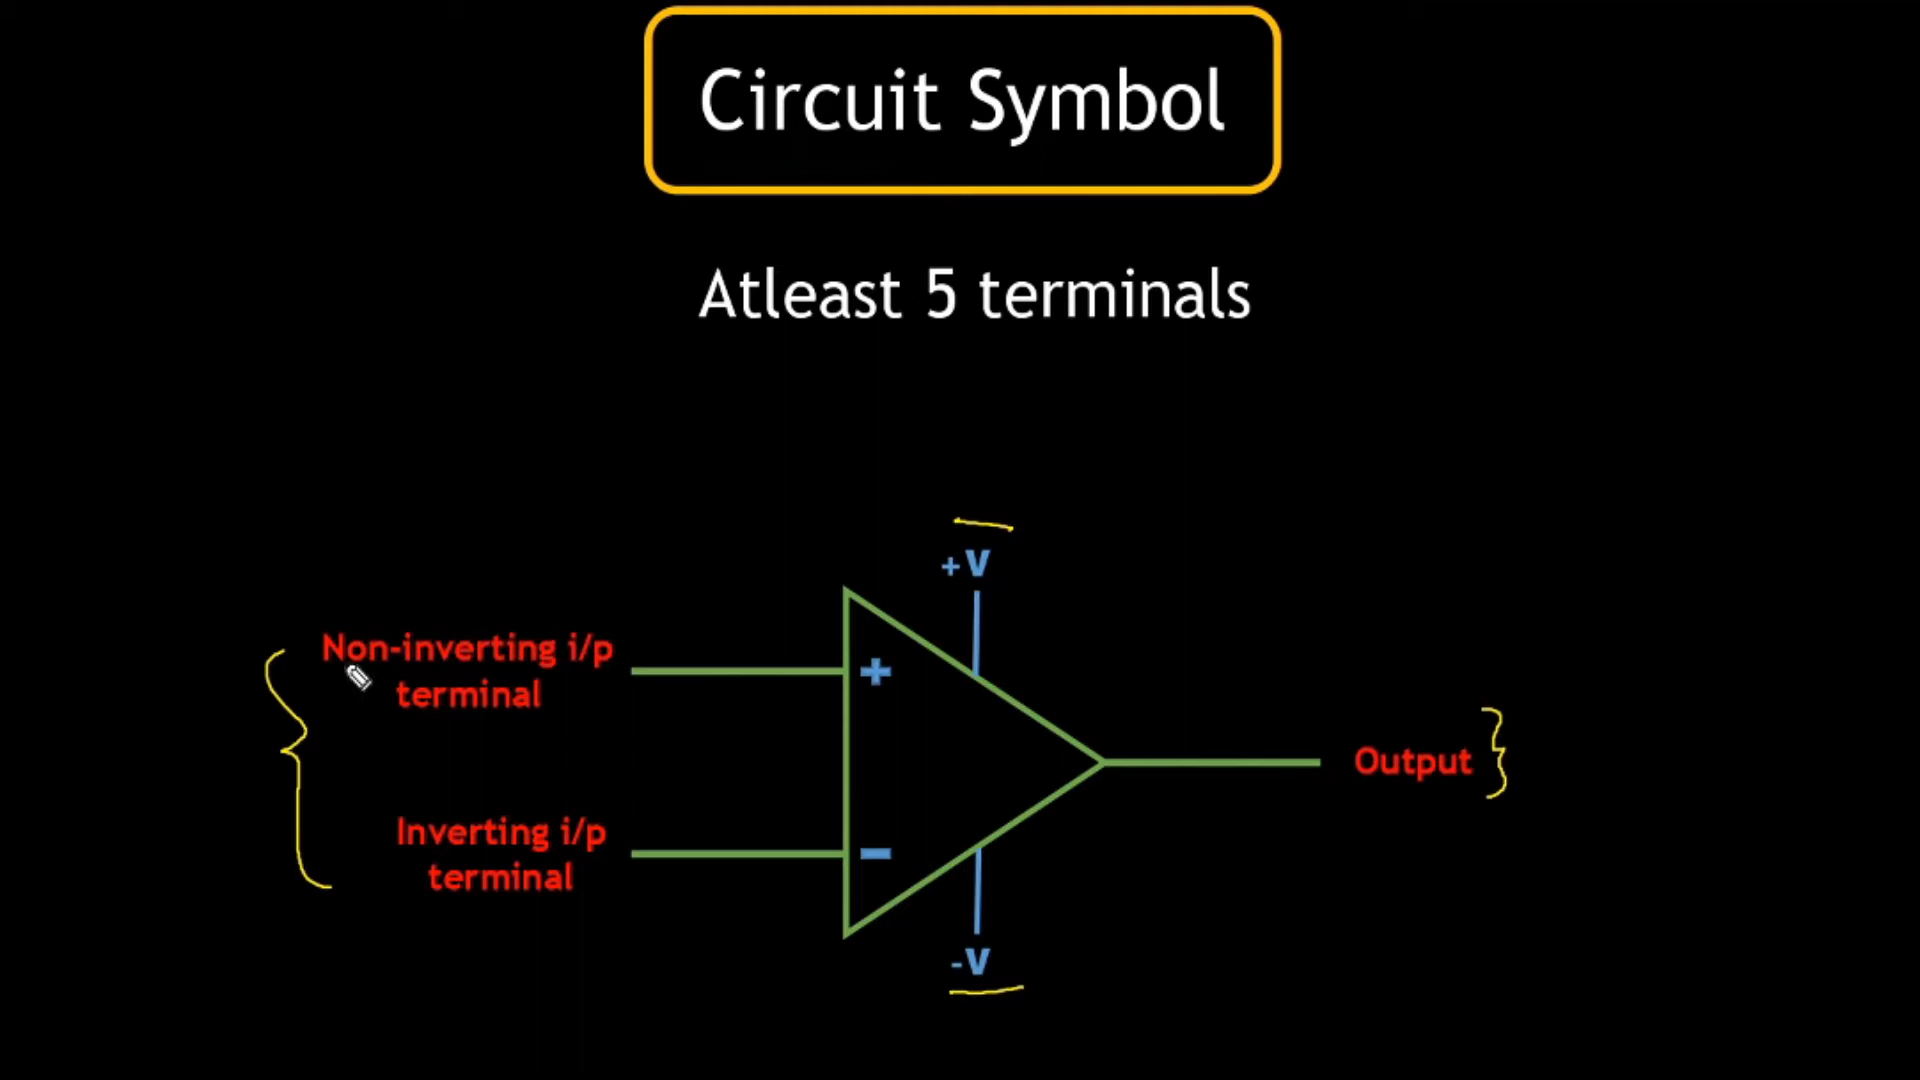 Circuit Symbol
Atleast 5 terminals
+V
Non-inverting i/p
terminal
+
Output
Inverting i/p
terminal
-
-V